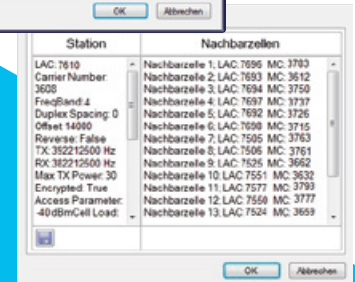 OK Abbrechen
Station Nachbarzellen
LAC: 7610
Carrier Number:
3608
FreqBand:4
Duplex Spacing: 0
Offset 14000
Reverse: False
TX: 352212500 Hz
RX: 382212500 Hz
Max TX Power: 30
Encrypted: True
Access Parameter:
-40dBmCell Load:
Nachbarzelle 1; LAC:7696 MC: 3703
Nachbarzelle 2; LAC:7693 MC: 3612
Nachbarzelle 3; LAC:7694 MC: 3750
Nachbarzelle 4; LAC:7697 MC: 3737
Nachbarzelle 5; LAC:7692 MC: 3726
Nachbarzelle 6; LAC:7690 MC: 3715
Nachbarzelle 7; LAC:7505 MC: 3763
Nachbarzelle 8; LAC:7506 MC: 3761
Nachbarzelle 9; LAC:7525 MC: 3662
Nachbarzelle 10; LAC:7551 MC: 3632
Nachbarzelle 11; LAC:7577 MC: 3793
Nachbarzelle 12; LAC:7550 MC: 3777
Nachbarzelle 13; LAC:7524 MC: 3659
OK Abbrechen